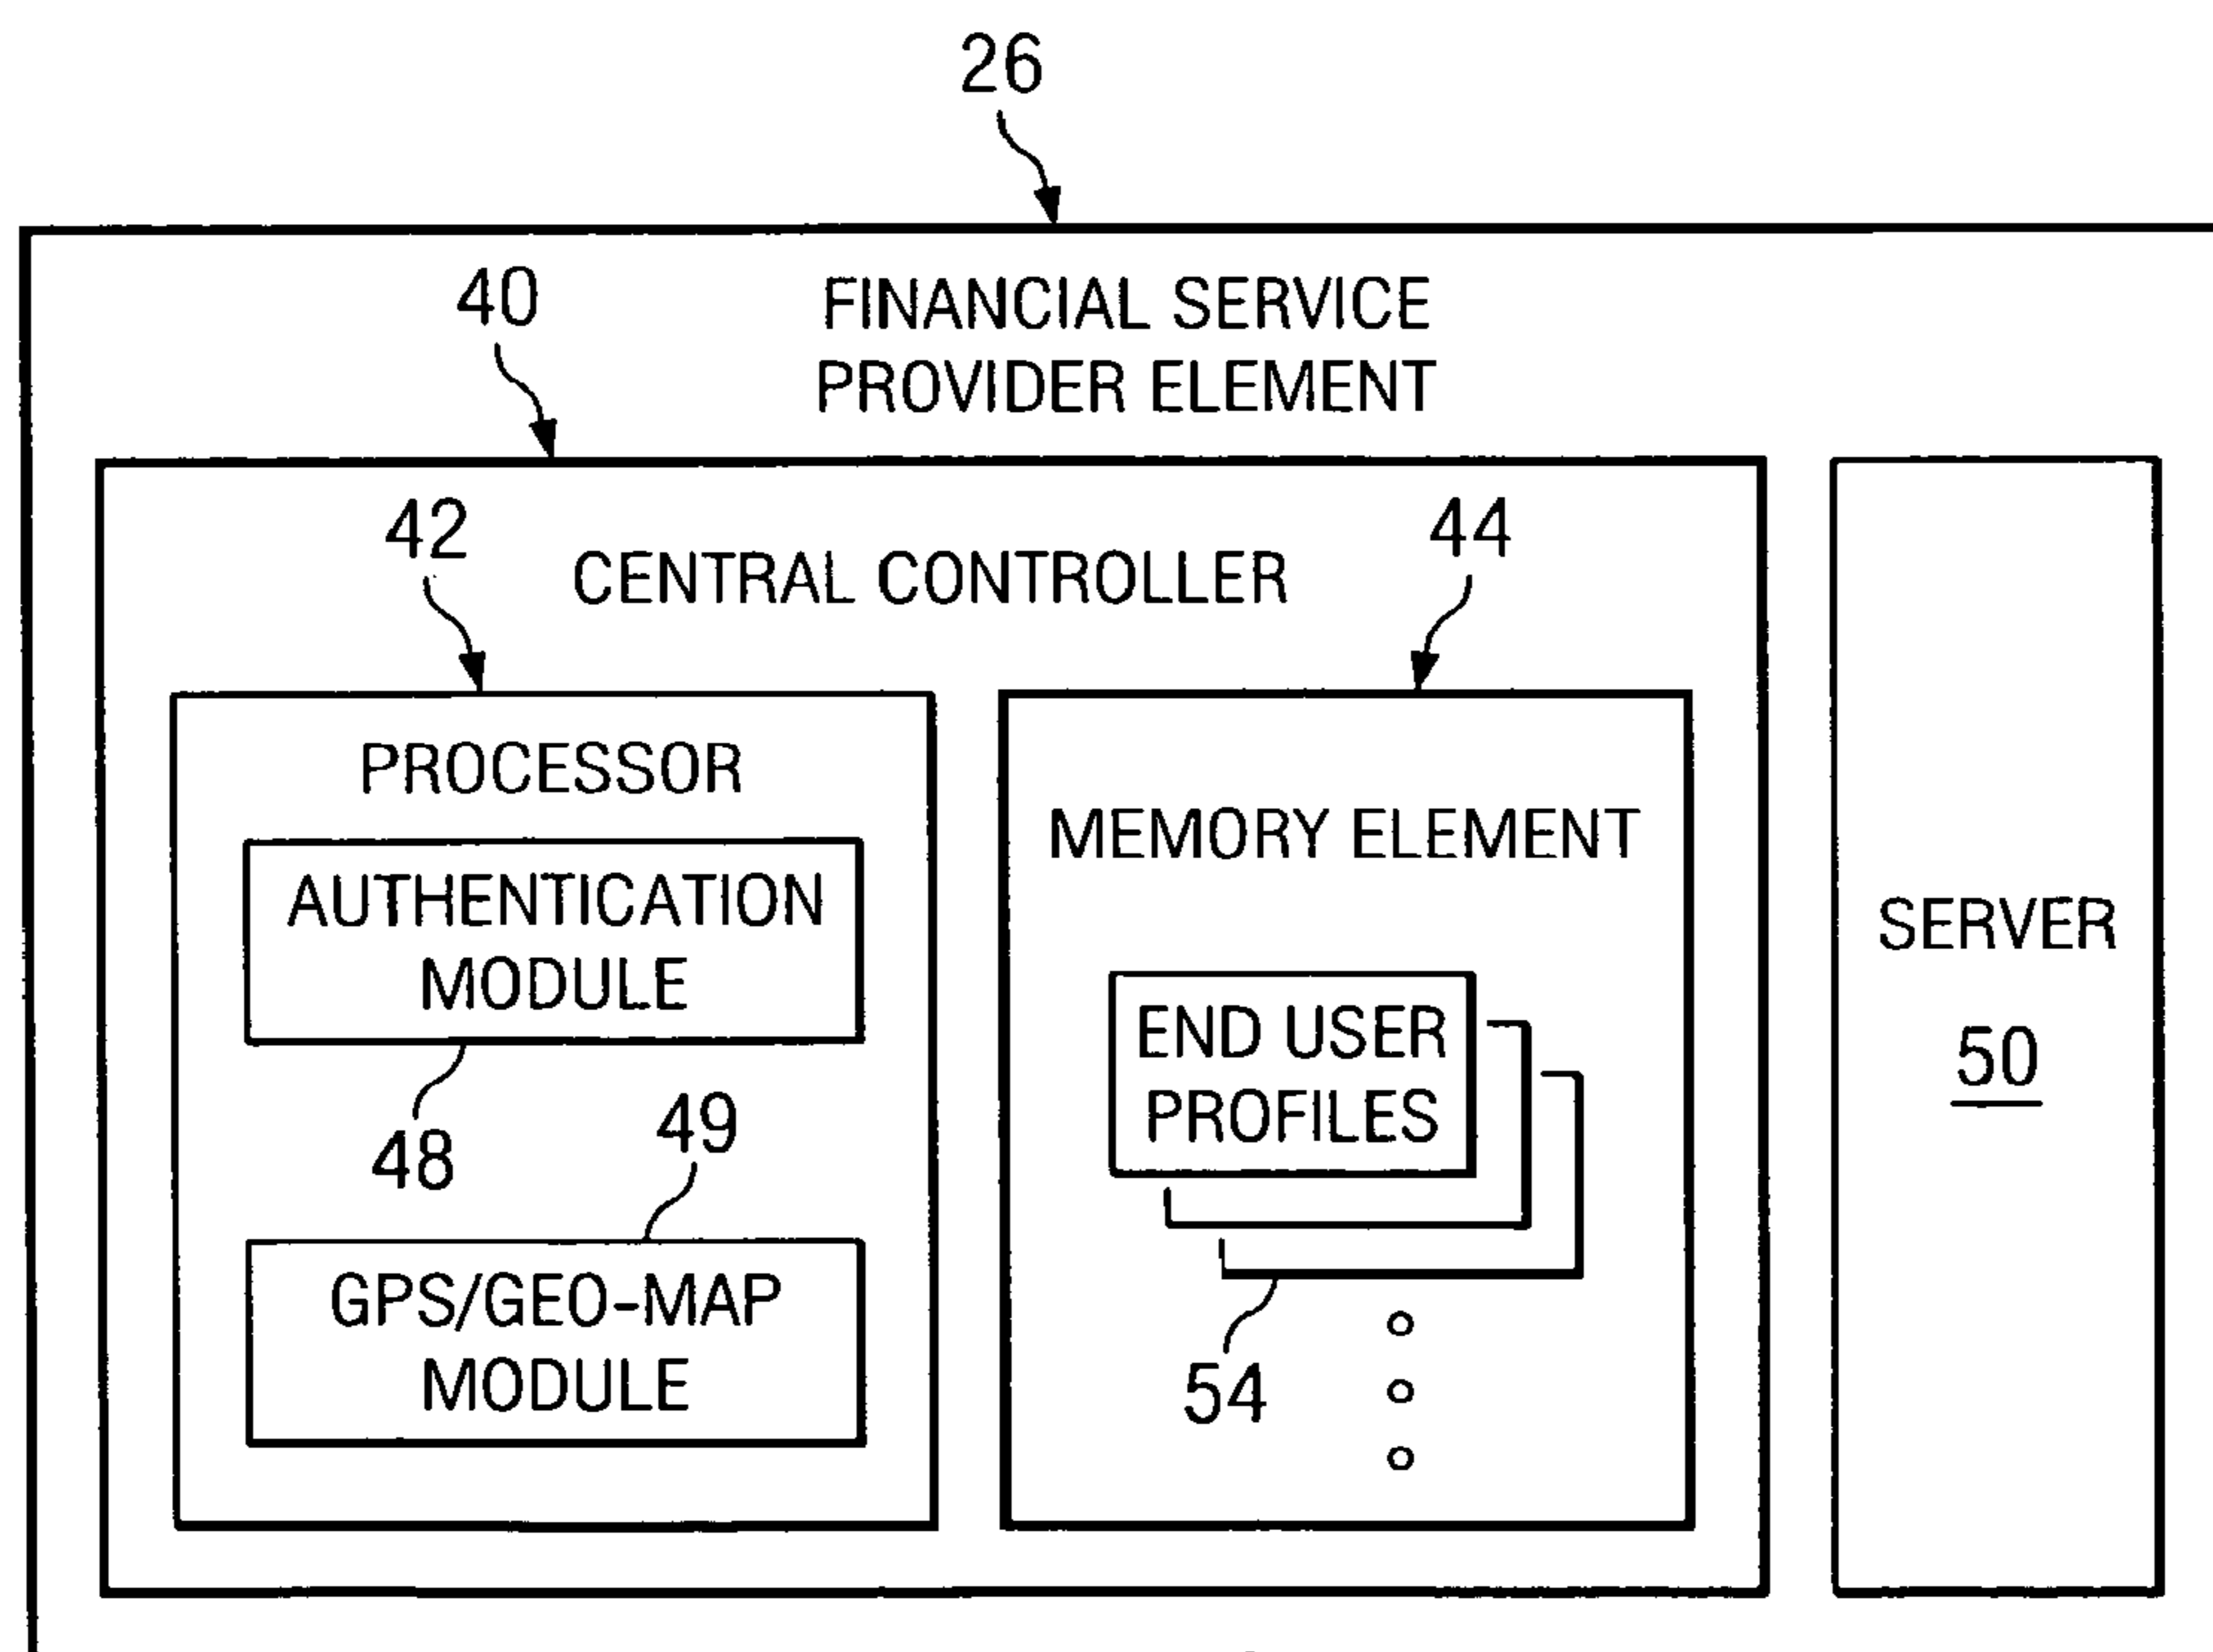 26
40
FINANCIAL SERVICE
PROVIDER ELEMENT
42
CENTRAL CONTROLLER
44
PROCESSOR
AUTHENTICATION
MODULE
48
49
GPS/GEO-MAP
MODULE
MEMORY ELEMENT
END USER
PROFILES
54
SERVER
50